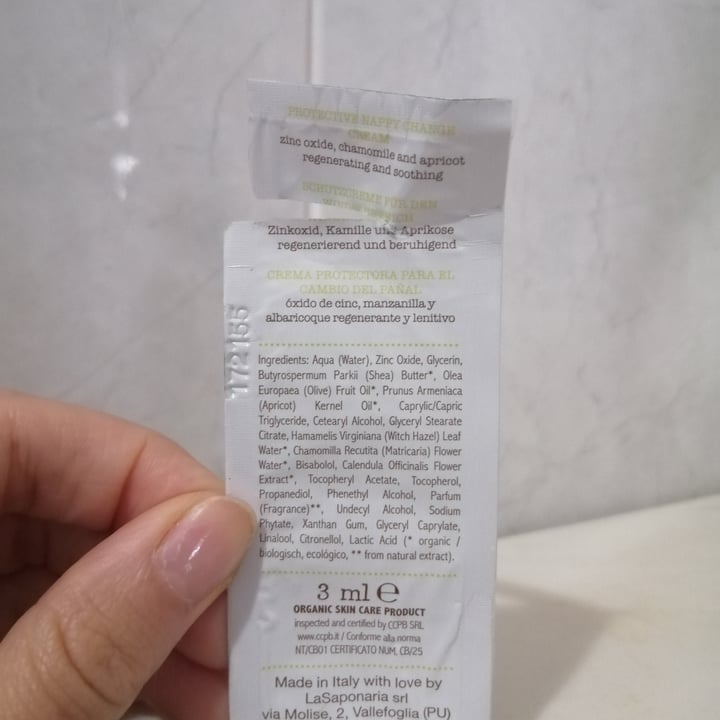 PROTECTIVE NAPPY CHANGE
CREAM
zinc oxide, chamomile and apricot
regenerating and soothing
SCHUTZCREME FÜR DEN
Zinkoxid, Kamille und Aprikose
regenerierend und beruhigend
CREMA PROTECTORA PARA EL
CAMBIO DEL PAÑAL
óxido de cinc, manzanilla y
albaricoque regenerante y lenitivo
172155
Ingredients: Aqua (Water), Zinc Oxide, Glycerin,
Butyrospermum Parkii (Shea) Butter*, Olea
Europaea (Olive) Fruit Oil*, Prunus Armeniaca
(Apricot) Kernel Oil*, Caprylic/Capric
Triglyceride, Cetearyl Alcohol, Glyceryl Stearate
Citrate, Hamamelis Virginiana (Witch Hazel) Leaf
Water*, Chamomilla Recutita (Matricaria) Flower
Water*, Bisabolol, Calendula Officinalis Flower
Extract*, Tocopheryl Acetate, Tocopherol,
Propanediol, Phenethyl Alcohol, Parfum
(Fragrance)**, Undecyl Alcohol, Sodium
Phytate, Xanthan Gum, Glyceryl Caprylate,
Linalool, Citronellol, Lactic Acid (* organic /
biologisch, ecológico, ** from natural extract).
3 ml ℮
ORGANIC SKIN CARE PRODUCT
inspected and certified by CCPB SRL
www.ccpb.it / Conforme alla norma
NT/CB01 CERTIFICATO NUM. CB/25
Made in Italy with love by
LaSaponaria srl
via Molise, 2, Vallefoglia (PU)